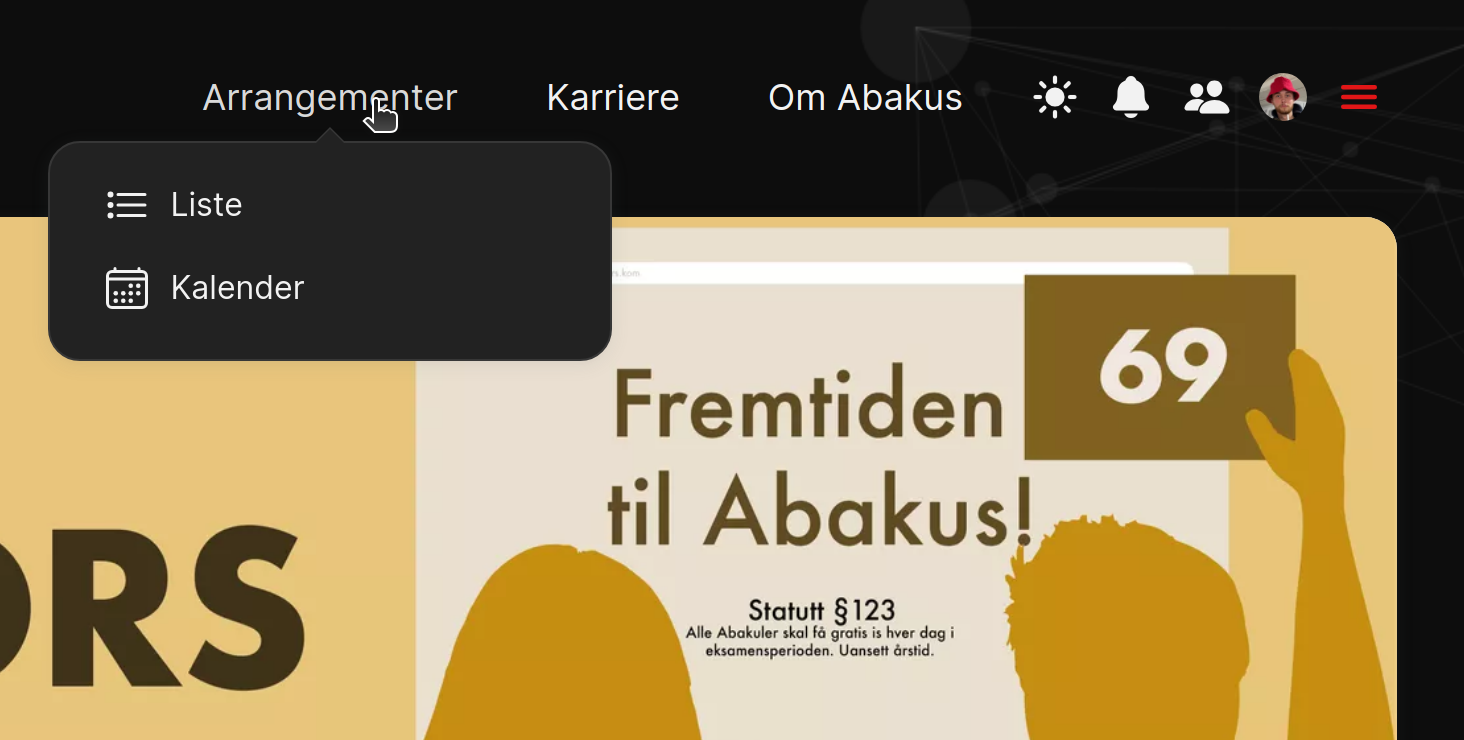 Arrangementer
Karriere
Om Abakus
Liste
Kalender
rs.kom
69
Fremtiden
til Abakus!
ORS
Statutt §123
Alle Abakuler skal få gratis is hver dag i
eksamensperioden. Uansett årstid.